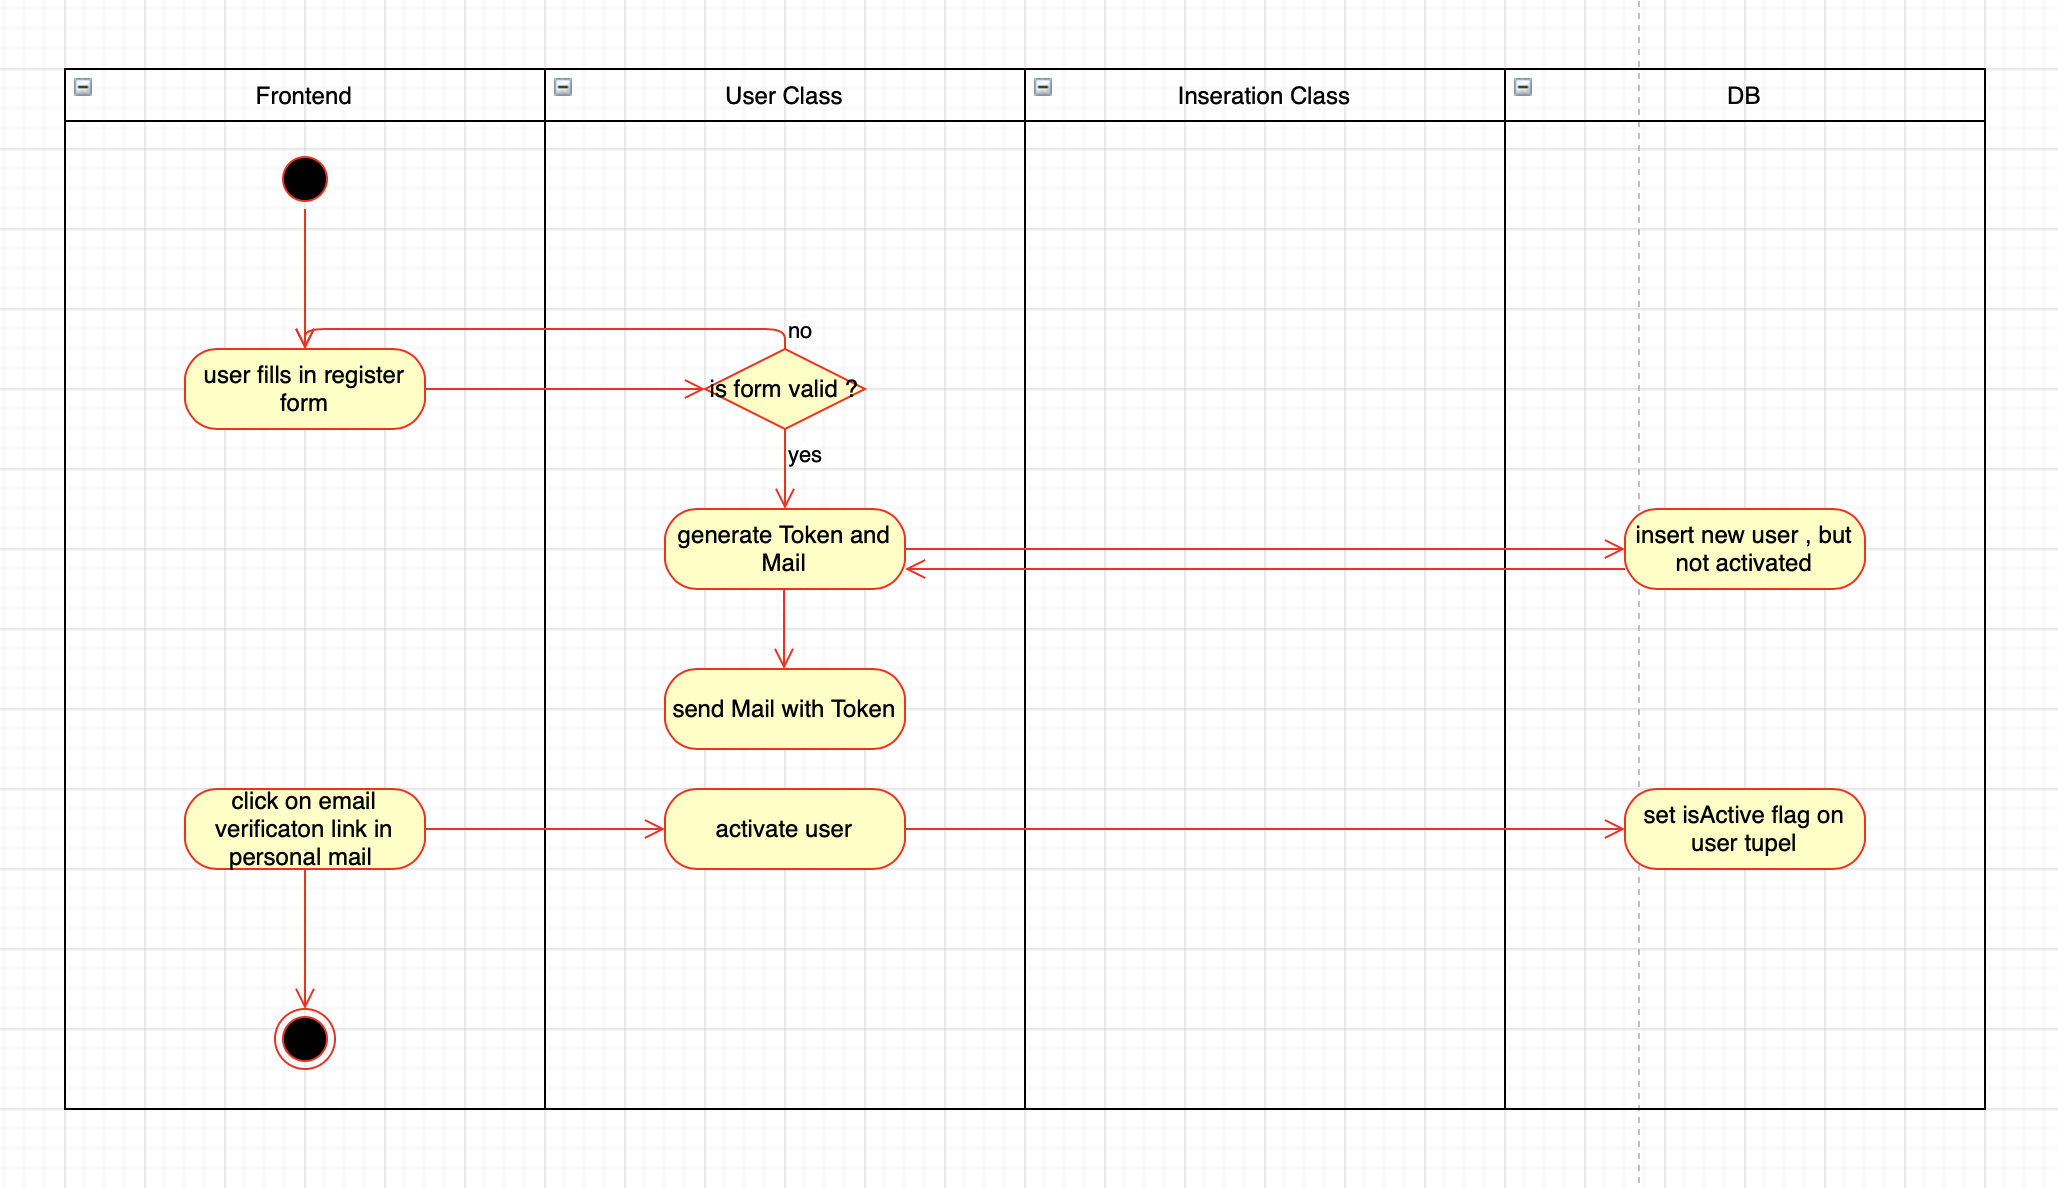 Frontend
User Class
Inseration Class
DB
no
user fills in register
form
is form valid ?
yes
generate Token and
Mail
insert new user , but
not activated
send Mail with Token
click on email
verificaton link in
personal mail
activate user
set isActive flag on
user tupel